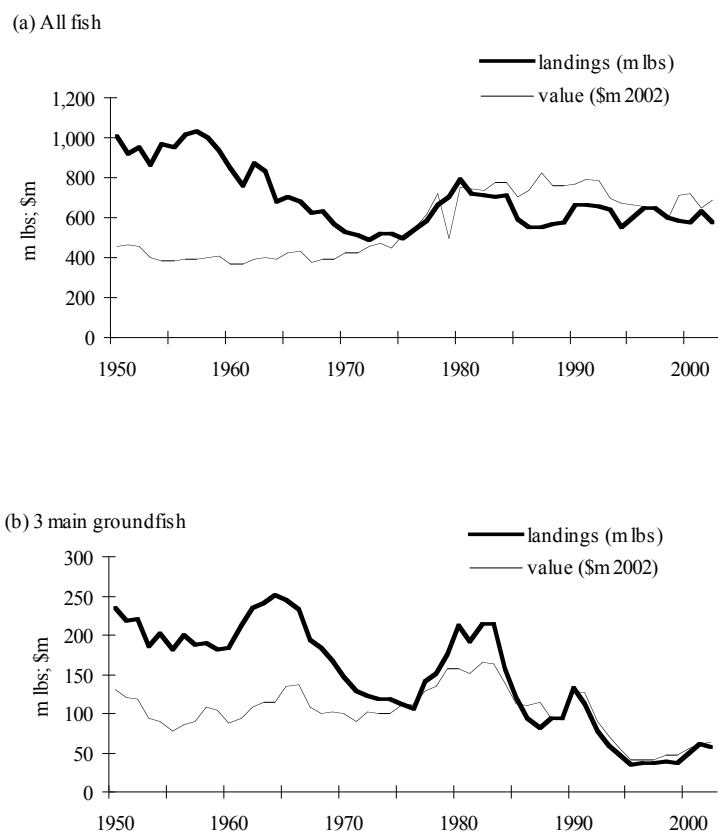 (a) All fish
landings (m lbs)
value ($m 2002)
1,200
1,000
800
600
400
200
0
m lbs; $m
1950 1960 1970 1980 1990 2000
(b) 3 main groundfish
landings (m lbs)
value ($m 2002)
300
250
200
150
100
50
0
m lbs; $m
1950 1960 1970 1980 1990 2000